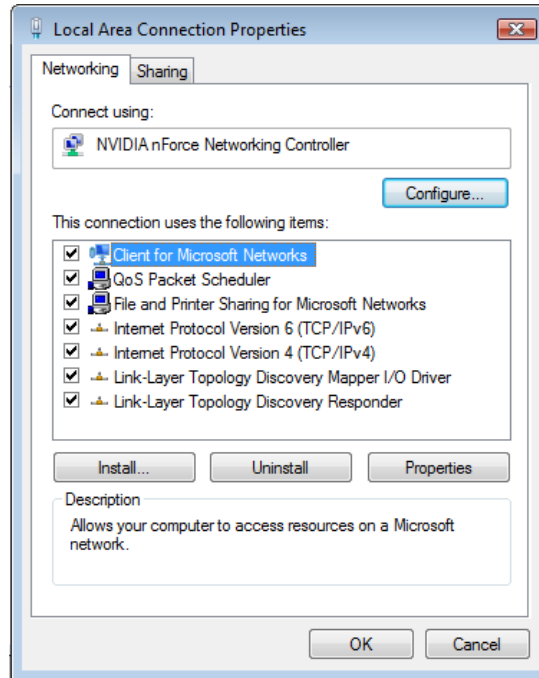 Local Area Connection Properties
Networking
Sharing
Connect using:
NVIDIA nForce Networking Controller
Configure...
This connection uses the following items:
Client for Microsoft Networks
QoS Packet Scheduler
File and Printer Sharing for Microsoft Networks
Internet Protocol Version 6 (TCP/IPv6)
Internet Protocol Version 4 (TCP/IPv4)
Link-Layer Topology Discovery Mapper I/O Driver
Link-Layer Topology Discovery Responder
Install...
Uninstall
Properties
Description
Allows your computer to access resources on a Microsoft
network.
OK
Cancel